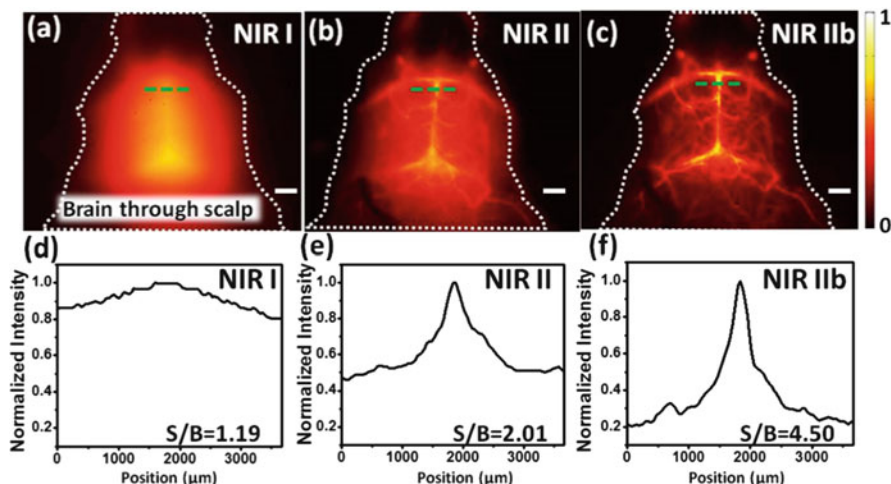 (a) NIR I
(b) NIR II
(c) NIR IIb
1
0
Brain through scalp
(d) NIR I
Normalized Intensity
1.0
0.8
0.6
0.4
0.2
S/B=1.19
0 1000 2000 3000
Position (μm)
(e) NIR II
Normalized Intensity
1.0
0.8
0.6
0.4
0.2
S/B=2.01
0 1000 2000 3000
Position (μm)
(f) NIR IIb
Normalized Intensity
1.0
0.8
0.6
0.4
0.2
S/B=4.50
0 1000 2000 3000
Position (μm)